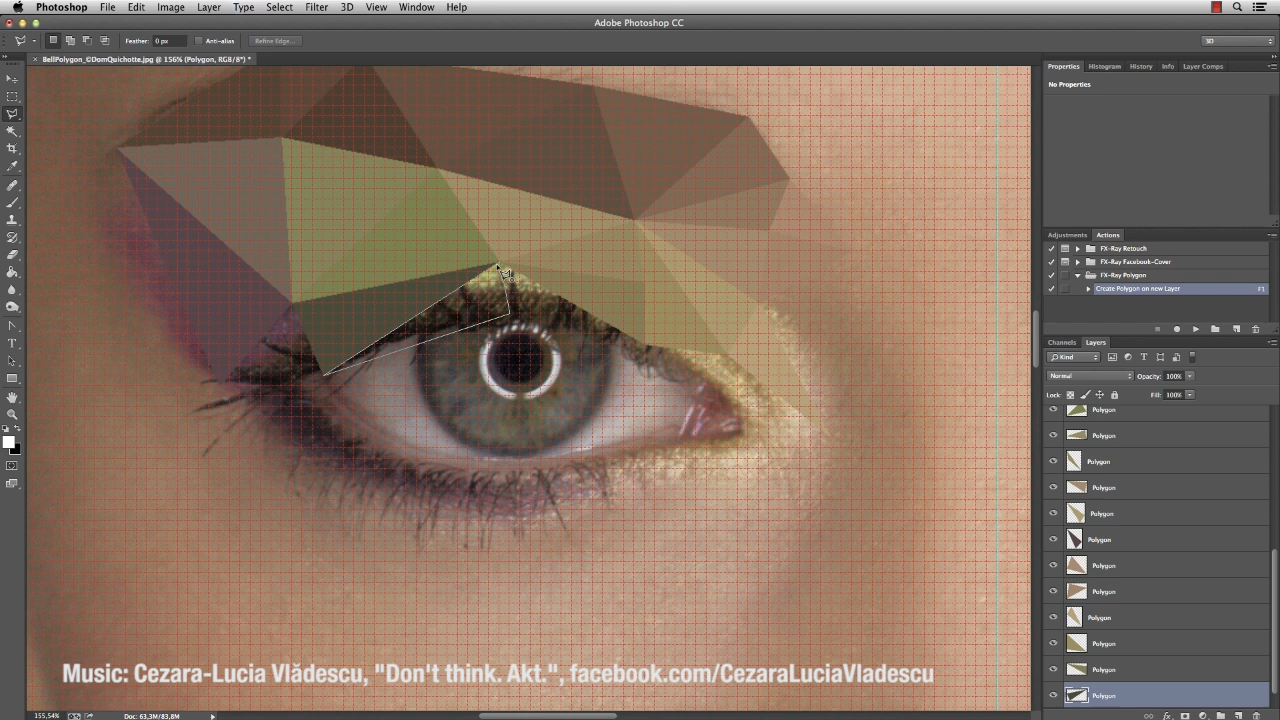 Photoshop File Edit Image Layer Type Select Filter 3D View Window Help
Adobe Photoshop CC
Feather: 0 px Anti-alias Refine Edge... 3D
BellPolygon_©DomQuichotte.jpg @ 156% (Polygon, RGB/8*) *
Properties Histogram History Info Layer Comps
No Properties
Adjustments Actions
FX-Ray Retouch
FX-Ray Facebook-Cover
FX-Ray Polygon
Create Polygon on new Layer F1
Channels Layers
Kind
Normal Opacity: 100%
Lock: Fill: 100%
Polygon
Polygon
Polygon
Polygon
Polygon
Polygon
Polygon
Polygon
Polygon
Polygon
Polygon
Polygon
Music: Cezara-Lucia Vlădescu, "Don't think. Akt.", facebook.com/CezaraLuciaVladescu
155,54% Doc: 63,3M/83,8M